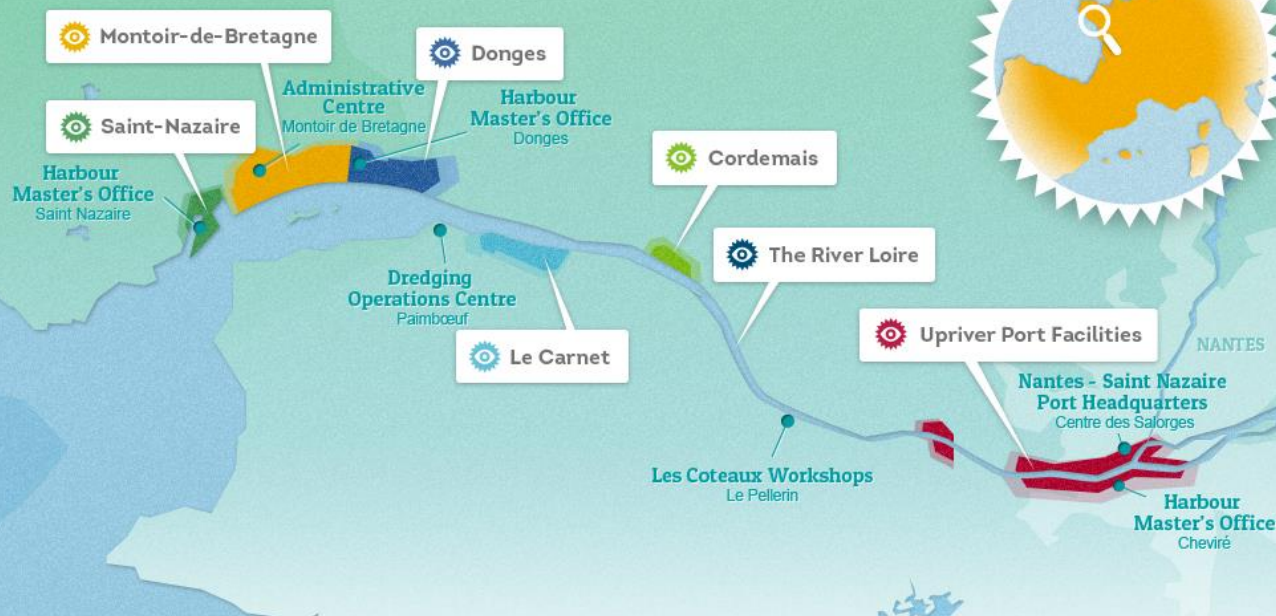 Montoir-de-Bretagne
Donges
Administrative
Centre
Montoir de Bretagne
Harbour
Master's Office
Donges
Saint-Nazaire
Harbour
Master's Office
Saint Nazaire
Cordemais
The River Loire
Dredging
Operations Centre
Paimbœuf
Le Carnet
Upriver Port Facilities
NANTES
Nantes - Saint Nazaire
Port Headquarters
Centre des Salorges
Les Coteaux Workshops
Le Pellerin
Harbour
Master's Office
Cheviré